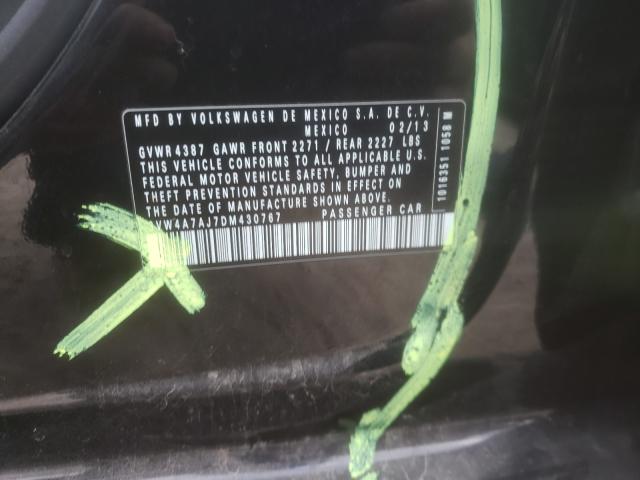 MFD BY VOLKSWAGEN DE MEXICO S.A. DE C.V.
MEXICO 02/13
GVWR 4387 GAWR FRONT 2271 / REAR 2227 LBS
THIS VEHICLE CONFORMS TO ALL APPLICABLE U.S.
FEDERAL MOTOR VEHICLE SAFETY, BUMPER AND
THEFT PREVENTION STANDARDS IN EFFECT ON
THE DATE OF MANUFACTURE SHOWN ABOVE.
W4A7AJ7DM430767 PASSENGER CAR
1016351 1058 M